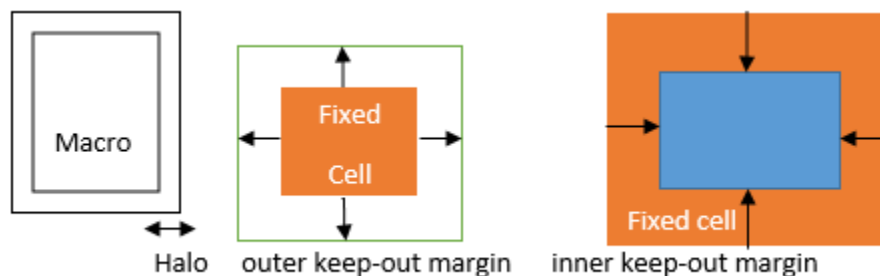 Macro
Fixed
Cell
Fixed cell
Halo
outer keep-out margin
inner keep-out margin